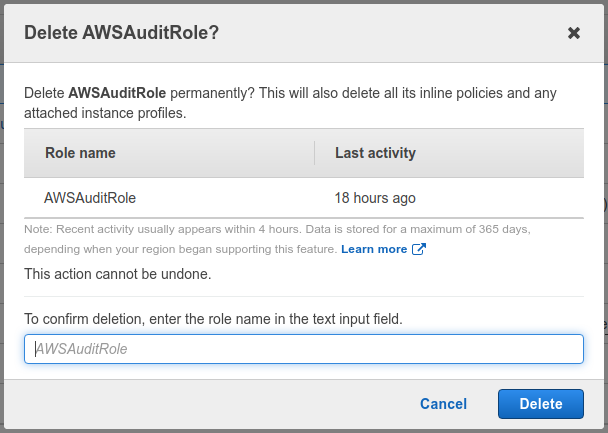 Delete AWSAuditRole?
Delete AWSAuditRole permanently? This will also delete all its inline policies and any
attached instance profiles.
Role name Last activity
AWSAuditRole 18 hours ago
Note: Recent activity usually appears within 4 hours. Data is stored for a maximum of 365 days,
depending when your region began supporting this feature. Learn more
This action cannot be undone.
To confirm deletion, enter the role name in the text input field.
AWSAuditRole
Cancel Delete